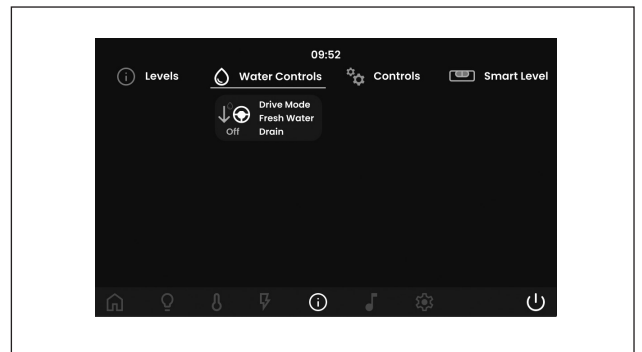 09:52
Levels
Water Controls
Controls
Smart Level
Drive Mode
Fresh Water
Off Drain